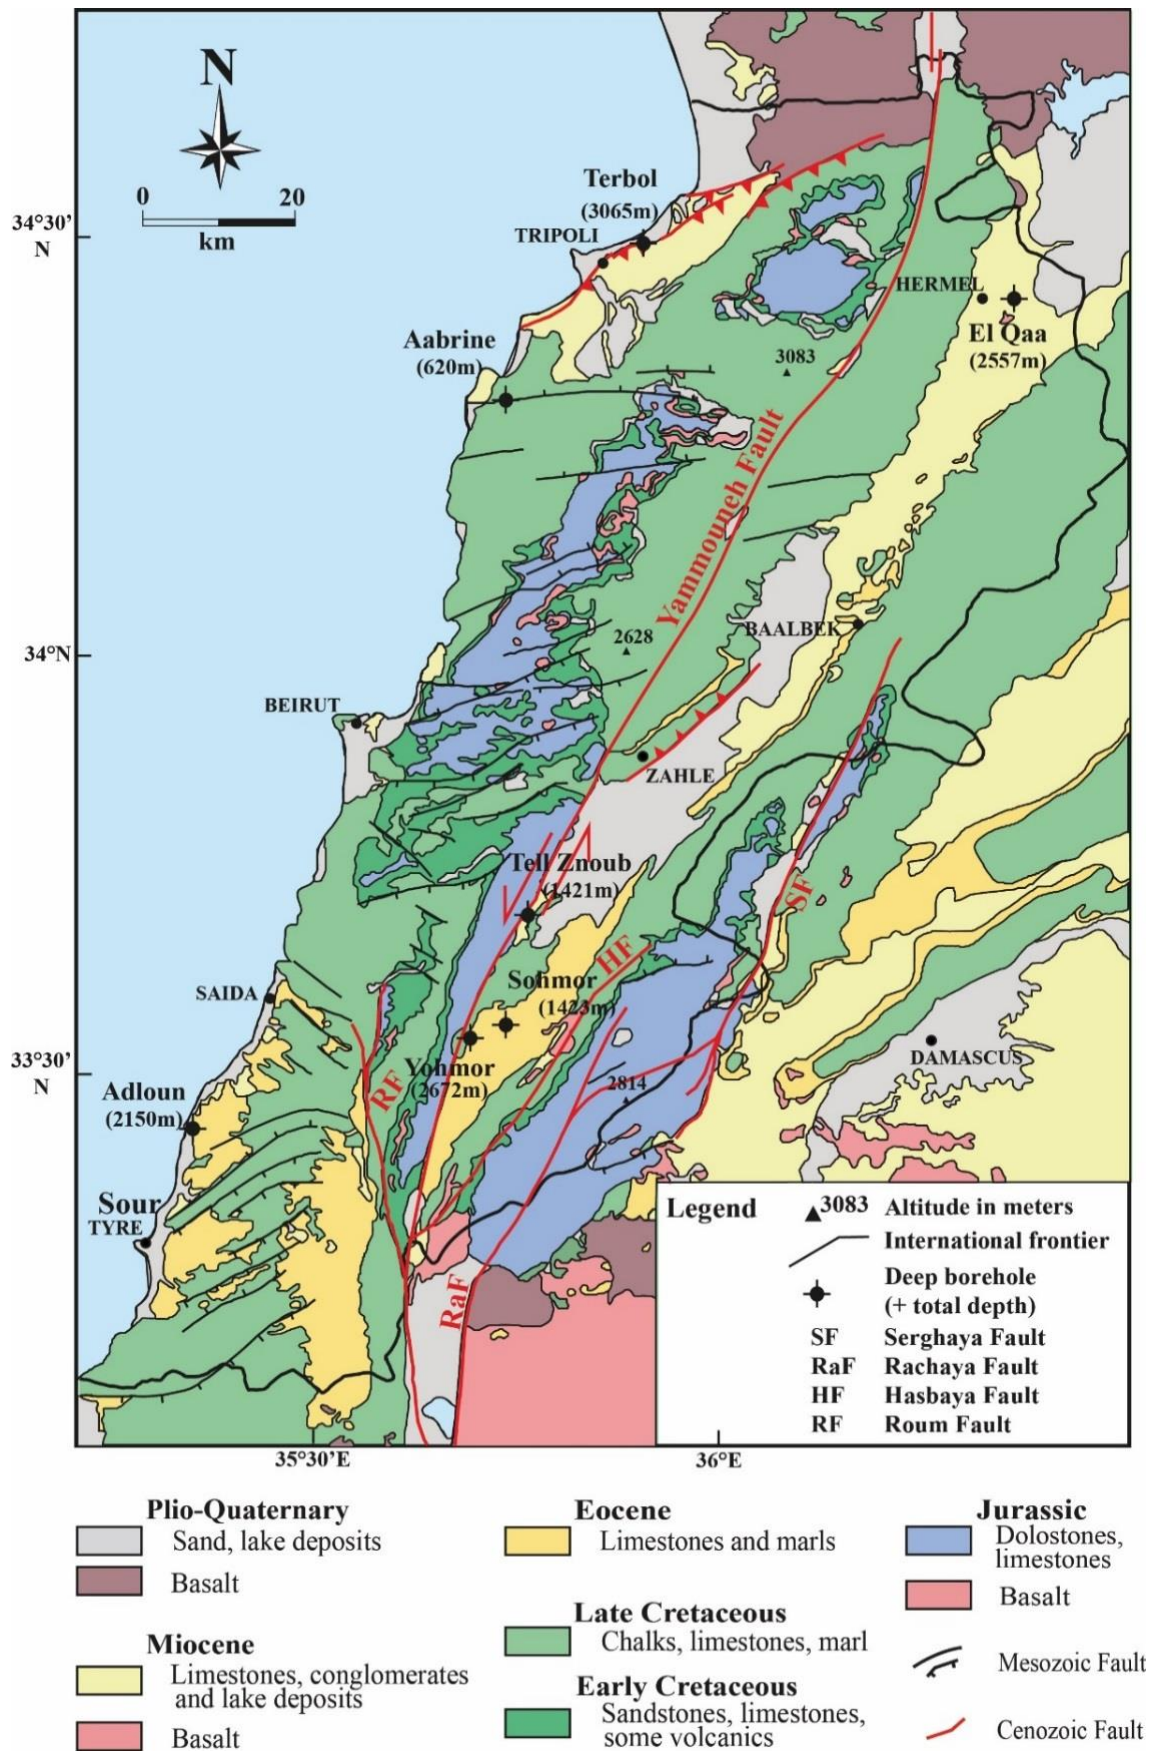 N
0 20
km
34°30'
N
Terbol
(3065m)
TRIPOLI
HERMEL
El Qaa
(2557m)
Aabrine
(620m)
3083
Yammouneh Fault
34°N
2628
BAALBEK
BEIRUT
ZAHLE
Tell Znoub
(1421m)
SF
HF
SAIDA
Sohmor
(1423m)
33°30'
N
DAMASCUS
Yohmor
(2672m)
RF
2814
Adloun
(2150m)
Sour
TYRE
RaF
Legend
3083 Altitude in meters
International frontier
Deep borehole
(+ total depth)
SF Serghaya Fault
RaF Rachaya Fault
HF Hasbaya Fault
RF Roum Fault
35°30'E
36°E
Plio-Quaternary
Sand, lake deposits
Basalt
Miocene
Limestones, conglomerates
and lake deposits
Basalt
Eocene
Limestones and marls
Late Cretaceous
Chalks, limestones, marl
Early Cretaceous
Sandstones, limestones,
some volcanics
Jurassic
Dolostones,
limestones
Basalt
Mesozoic Fault
Cenozoic Fault